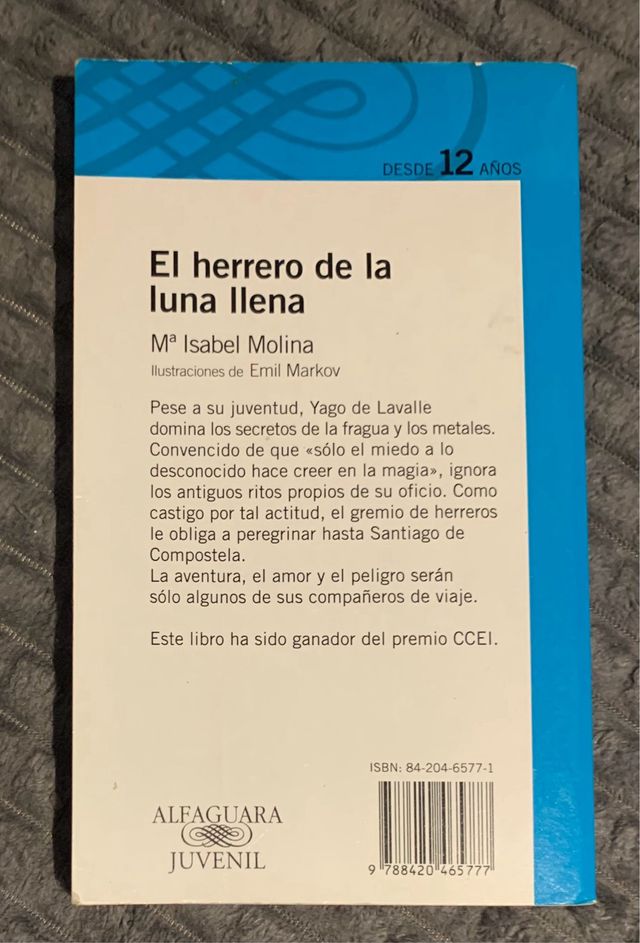 DESDE 12 AÑOS
El herrero de la
luna llena
Mª Isabel Molina
Ilustraciones de Emil Markov
Pese a su juventud, Yago de Lavalle
domina los secretos de la fragua y los metales.
Convencido de que «sólo el miedo a lo
desconocido hace creer en la magia», ignora
los antiguos ritos propios de su oficio. Como
castigo por tal actitud, el gremio de herreros
le obliga a peregrinar hasta Santiago de
Compostela.
La aventura, el amor y el peligro serán
sólo algunos de sus compañeros de viaje.
Este libro ha sido ganador del premio CCEI.
ISBN: 84-204-6577-1
ALFAGUARA
JUVENIL
9 788420 465777